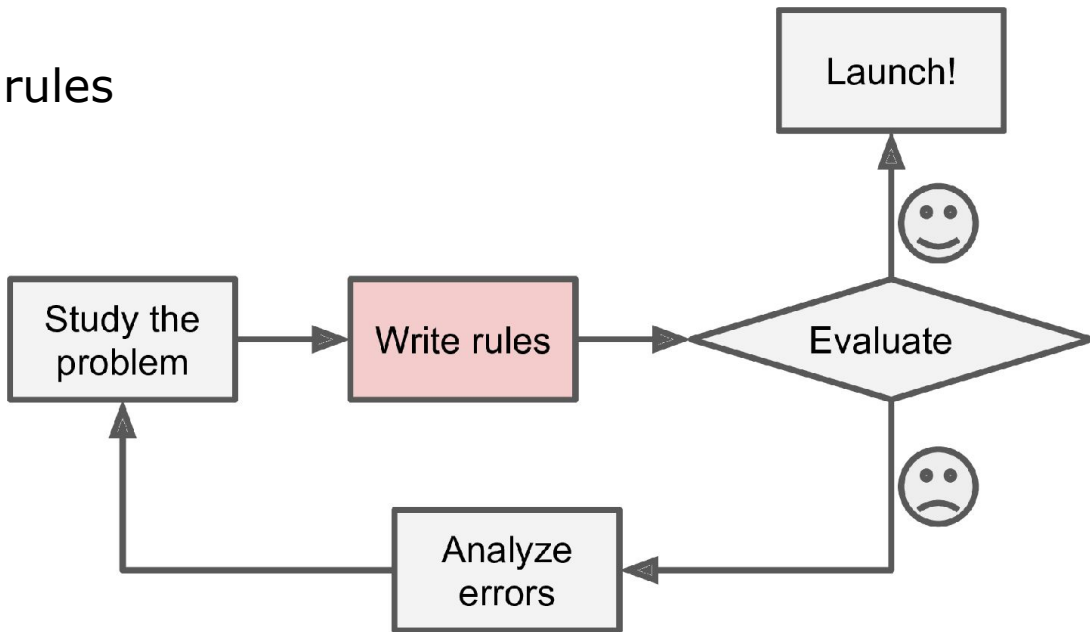 rules
Launch!
Study the
problem
Write rules
Evaluate
Analyze
errors